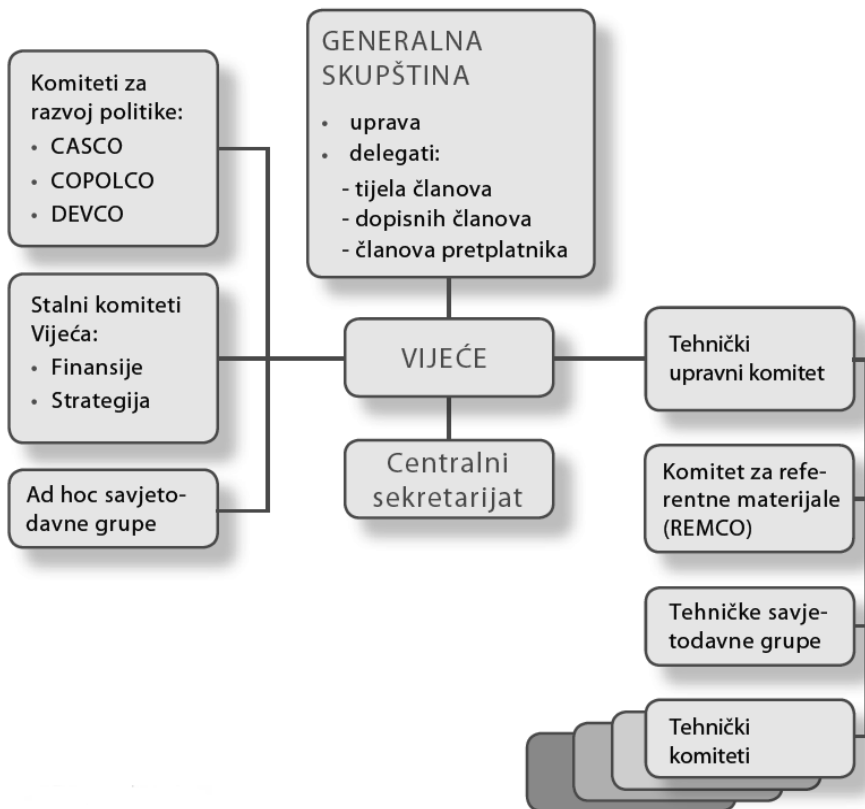 GENERALNA
SKUPŠTINA
• uprava
• delegati:
- tijela članova
- dopisnih članova
- članova pretplatnika
Komiteti za
razvoj politike:
• CASCO
• COPOLCO
• DEVCO
Stalni komiteti
Vijeća:
• Finansije
• Strategija
Ad hoc savjeto-
davne grupe
VIJEĆE
Centralni
sekretarijat
Tehnički
upravni komitet
Komitet za refe-
rentne materijale
(REMCO)
Tehničke savje-
todavne grupe
Tehnički
komiteti